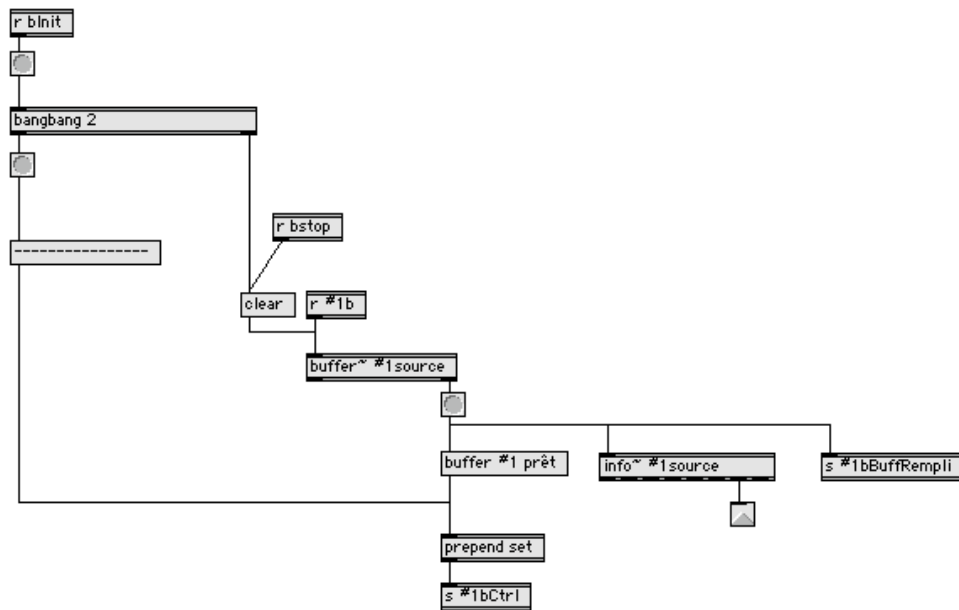 r bInit
bangbang 2
r bstop
----------------
clear
r #1b
buffer~ #1source
buffer #1 prêt
info~ #1source
s #1bBuffRempli
prepend set
s #1bCtrl